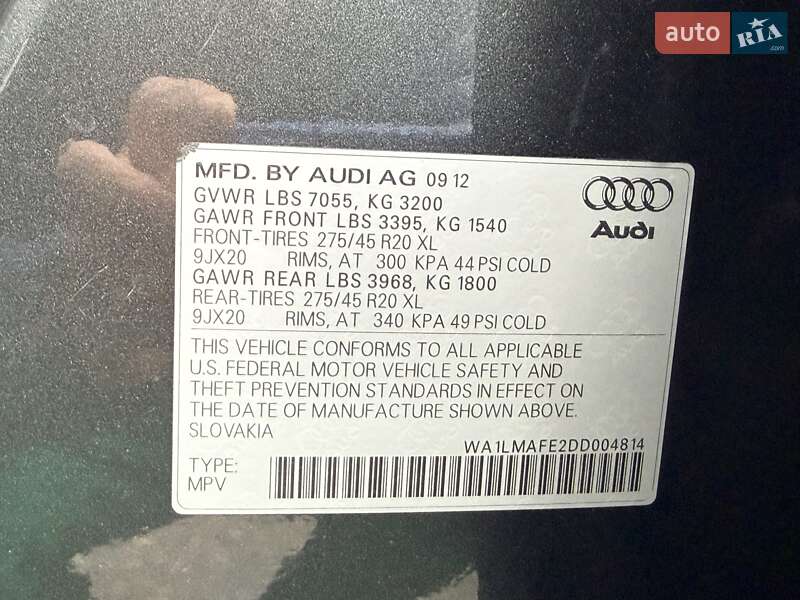 auto RIA.com
MFD. BY AUDI AG 09 12
GVWR LBS 7055, KG 3200
GAWR FRONT LBS 3395, KG 1540
FRONT-TIRES 275/45 R20 XL
9JX20 RIMS, AT 300 KPA 44 PSI COLD
GAWR REAR LBS 3968, KG 1800
REAR-TIRES 275/45 R20 XL
9JX20 RIMS, AT 340 KPA 49 PSI COLD
Audi
THIS VEHICLE CONFORMS TO ALL APPLICABLE
U.S. FEDERAL MOTOR VEHICLE SAFETY AND
THEFT PREVENTION STANDARDS IN EFFECT ON
THE DATE OF MANUFACTURE SHOWN ABOVE.
SLOVAKIA
WA1LMAFE2DD004814
TYPE:
MPV